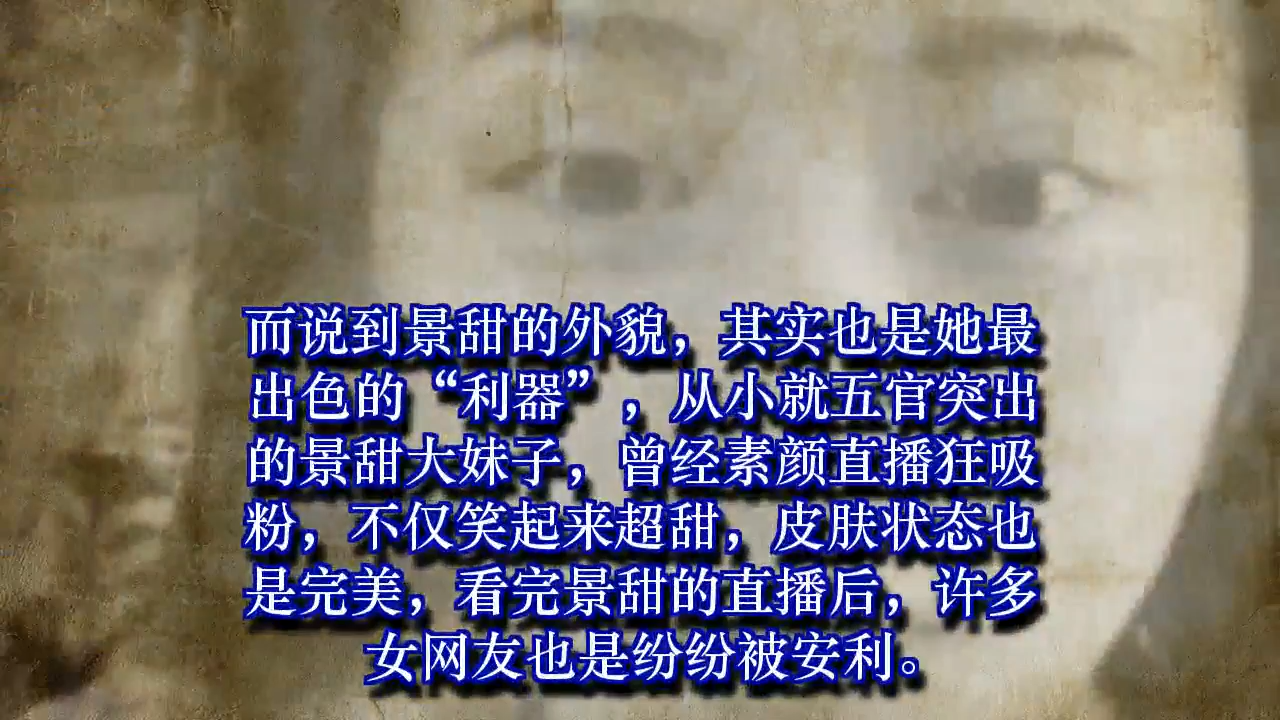 而说到景甜的外貌，其实也是她最
出色的“利器”，从小就五官突出
的景甜大妹子，曾经素颜直播狂吸
粉，不仅笑起来超甜，皮肤状态也
是完美，看完景甜的直播后，许多
女网友也是纷纷被安利。